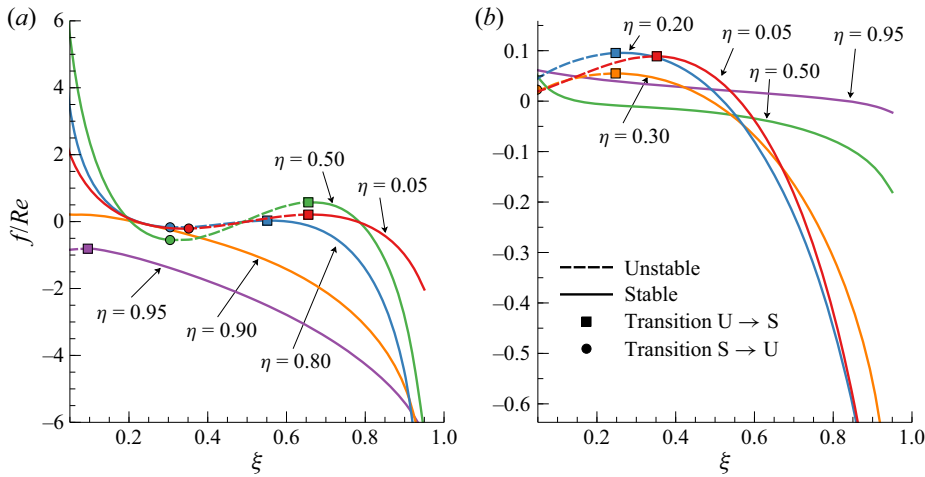 (a)
6
4
2
0
−2
−4
−6
f/Re
0.2
0.4
0.6
0.8
1.0
ξ
η = 0.50
η = 0.05
η = 0.95
η = 0.90
η = 0.80
(b)
0.1
0
−0.1
−0.2
−0.3
−0.4
−0.5
−0.6
0.2
0.4
0.6
0.8
1.0
ξ
η = 0.20
η = 0.05
η = 0.95
η = 0.50
η = 0.30
Unstable
Stable
Transition U → S
Transition S → U